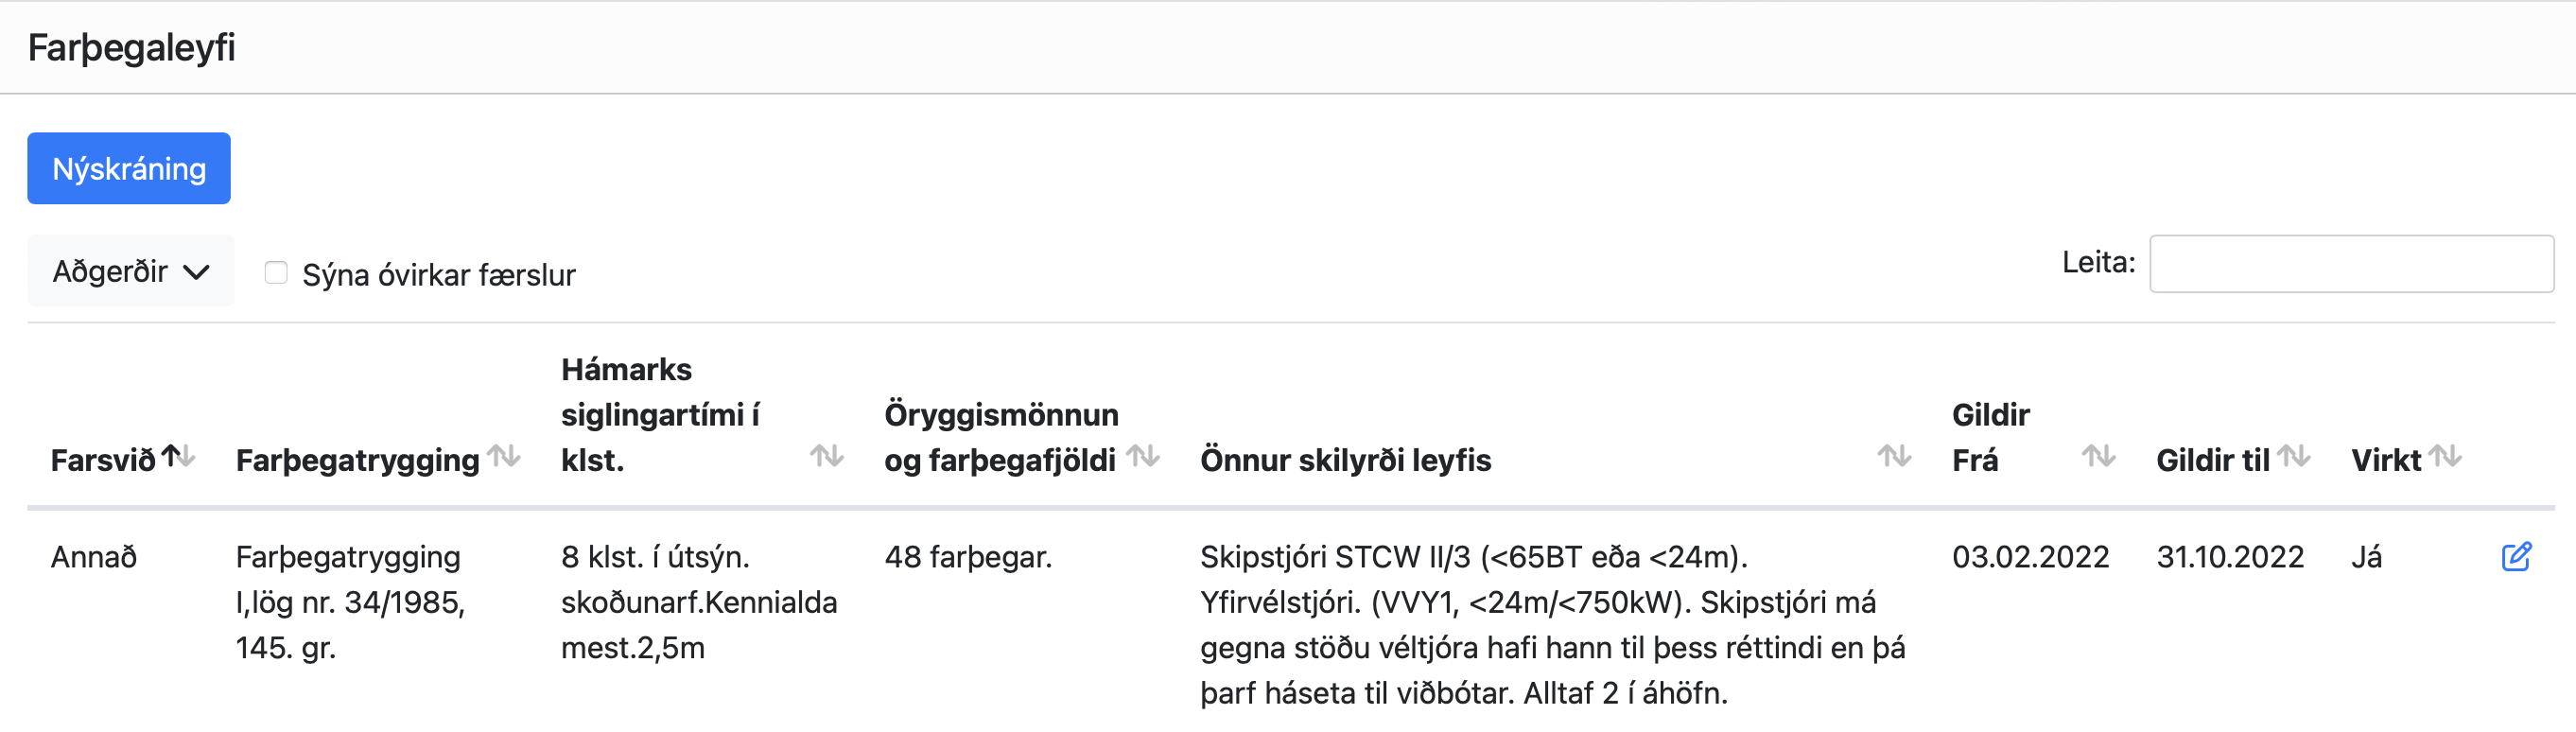 Farþegaleyfi
Nýskráning
Aðgerðir
Sýna óvirkar færslur
Leita:
Farsvið
Farþegatrygging
Hámarks
siglingartími í
klst.
Öryggismönnun
og farþegafjöldi
Önnur skilyrði leyfis
Gildir
Frá
Gildir til
Virkt
Annað
Farþegatrygging
I,lög nr. 34/1985,
145. gr.
8 klst. í útsýn.
skoðunarf.Kennialda
mest.2,5m
48 farþegar.
Skipstjóri STCW II/3 (<65BT eða <24m).
Yfirvélstjóri. (VVY1, <24m/<750kW). Skipstjóri má
gegna stöðu véltjóra hafi hann til þess réttindi en þá
þarf háseta til viðbótar. Alltaf 2 í áhöfn.
03.02.2022
31.10.2022
Já